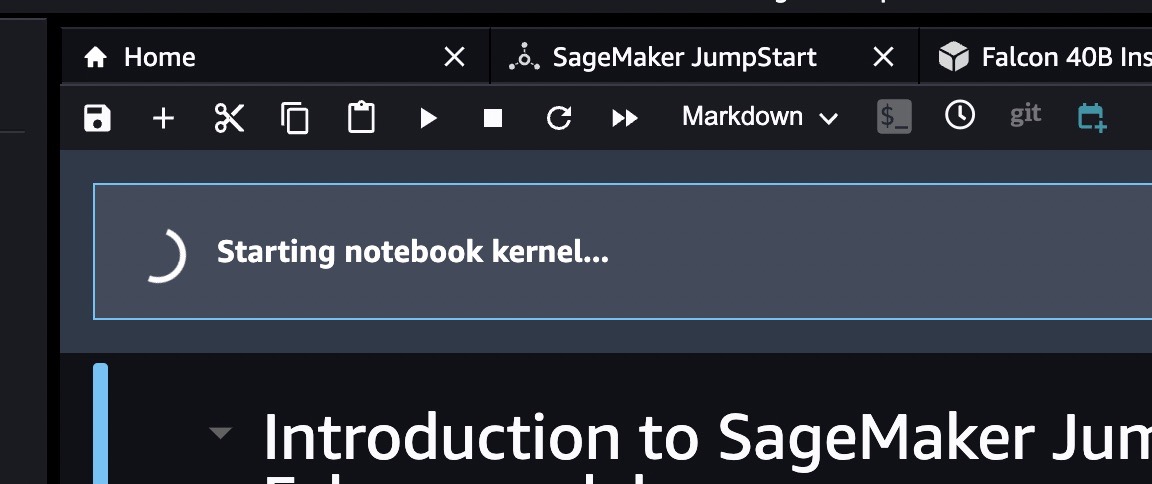 Home
SageMaker JumpStart
Falcon 40B Ins
Markdown
$_
git
Starting notebook kernel...
Introduction to SageMaker Jum